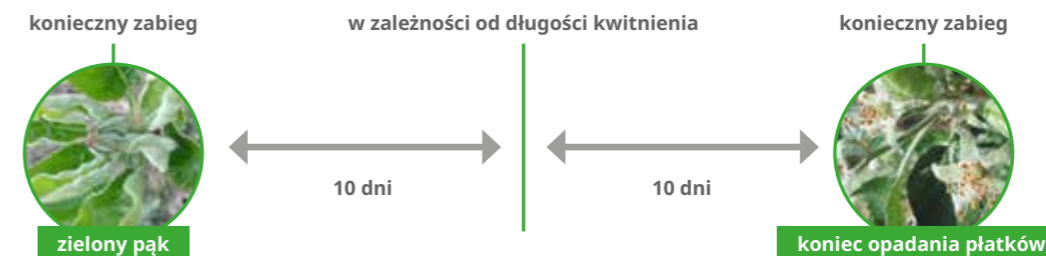 konieczny zabieg
w zależności od długości kwitnienia
konieczny zabieg
10 dni
10 dni
zielony pąk
koniec opadania płatków